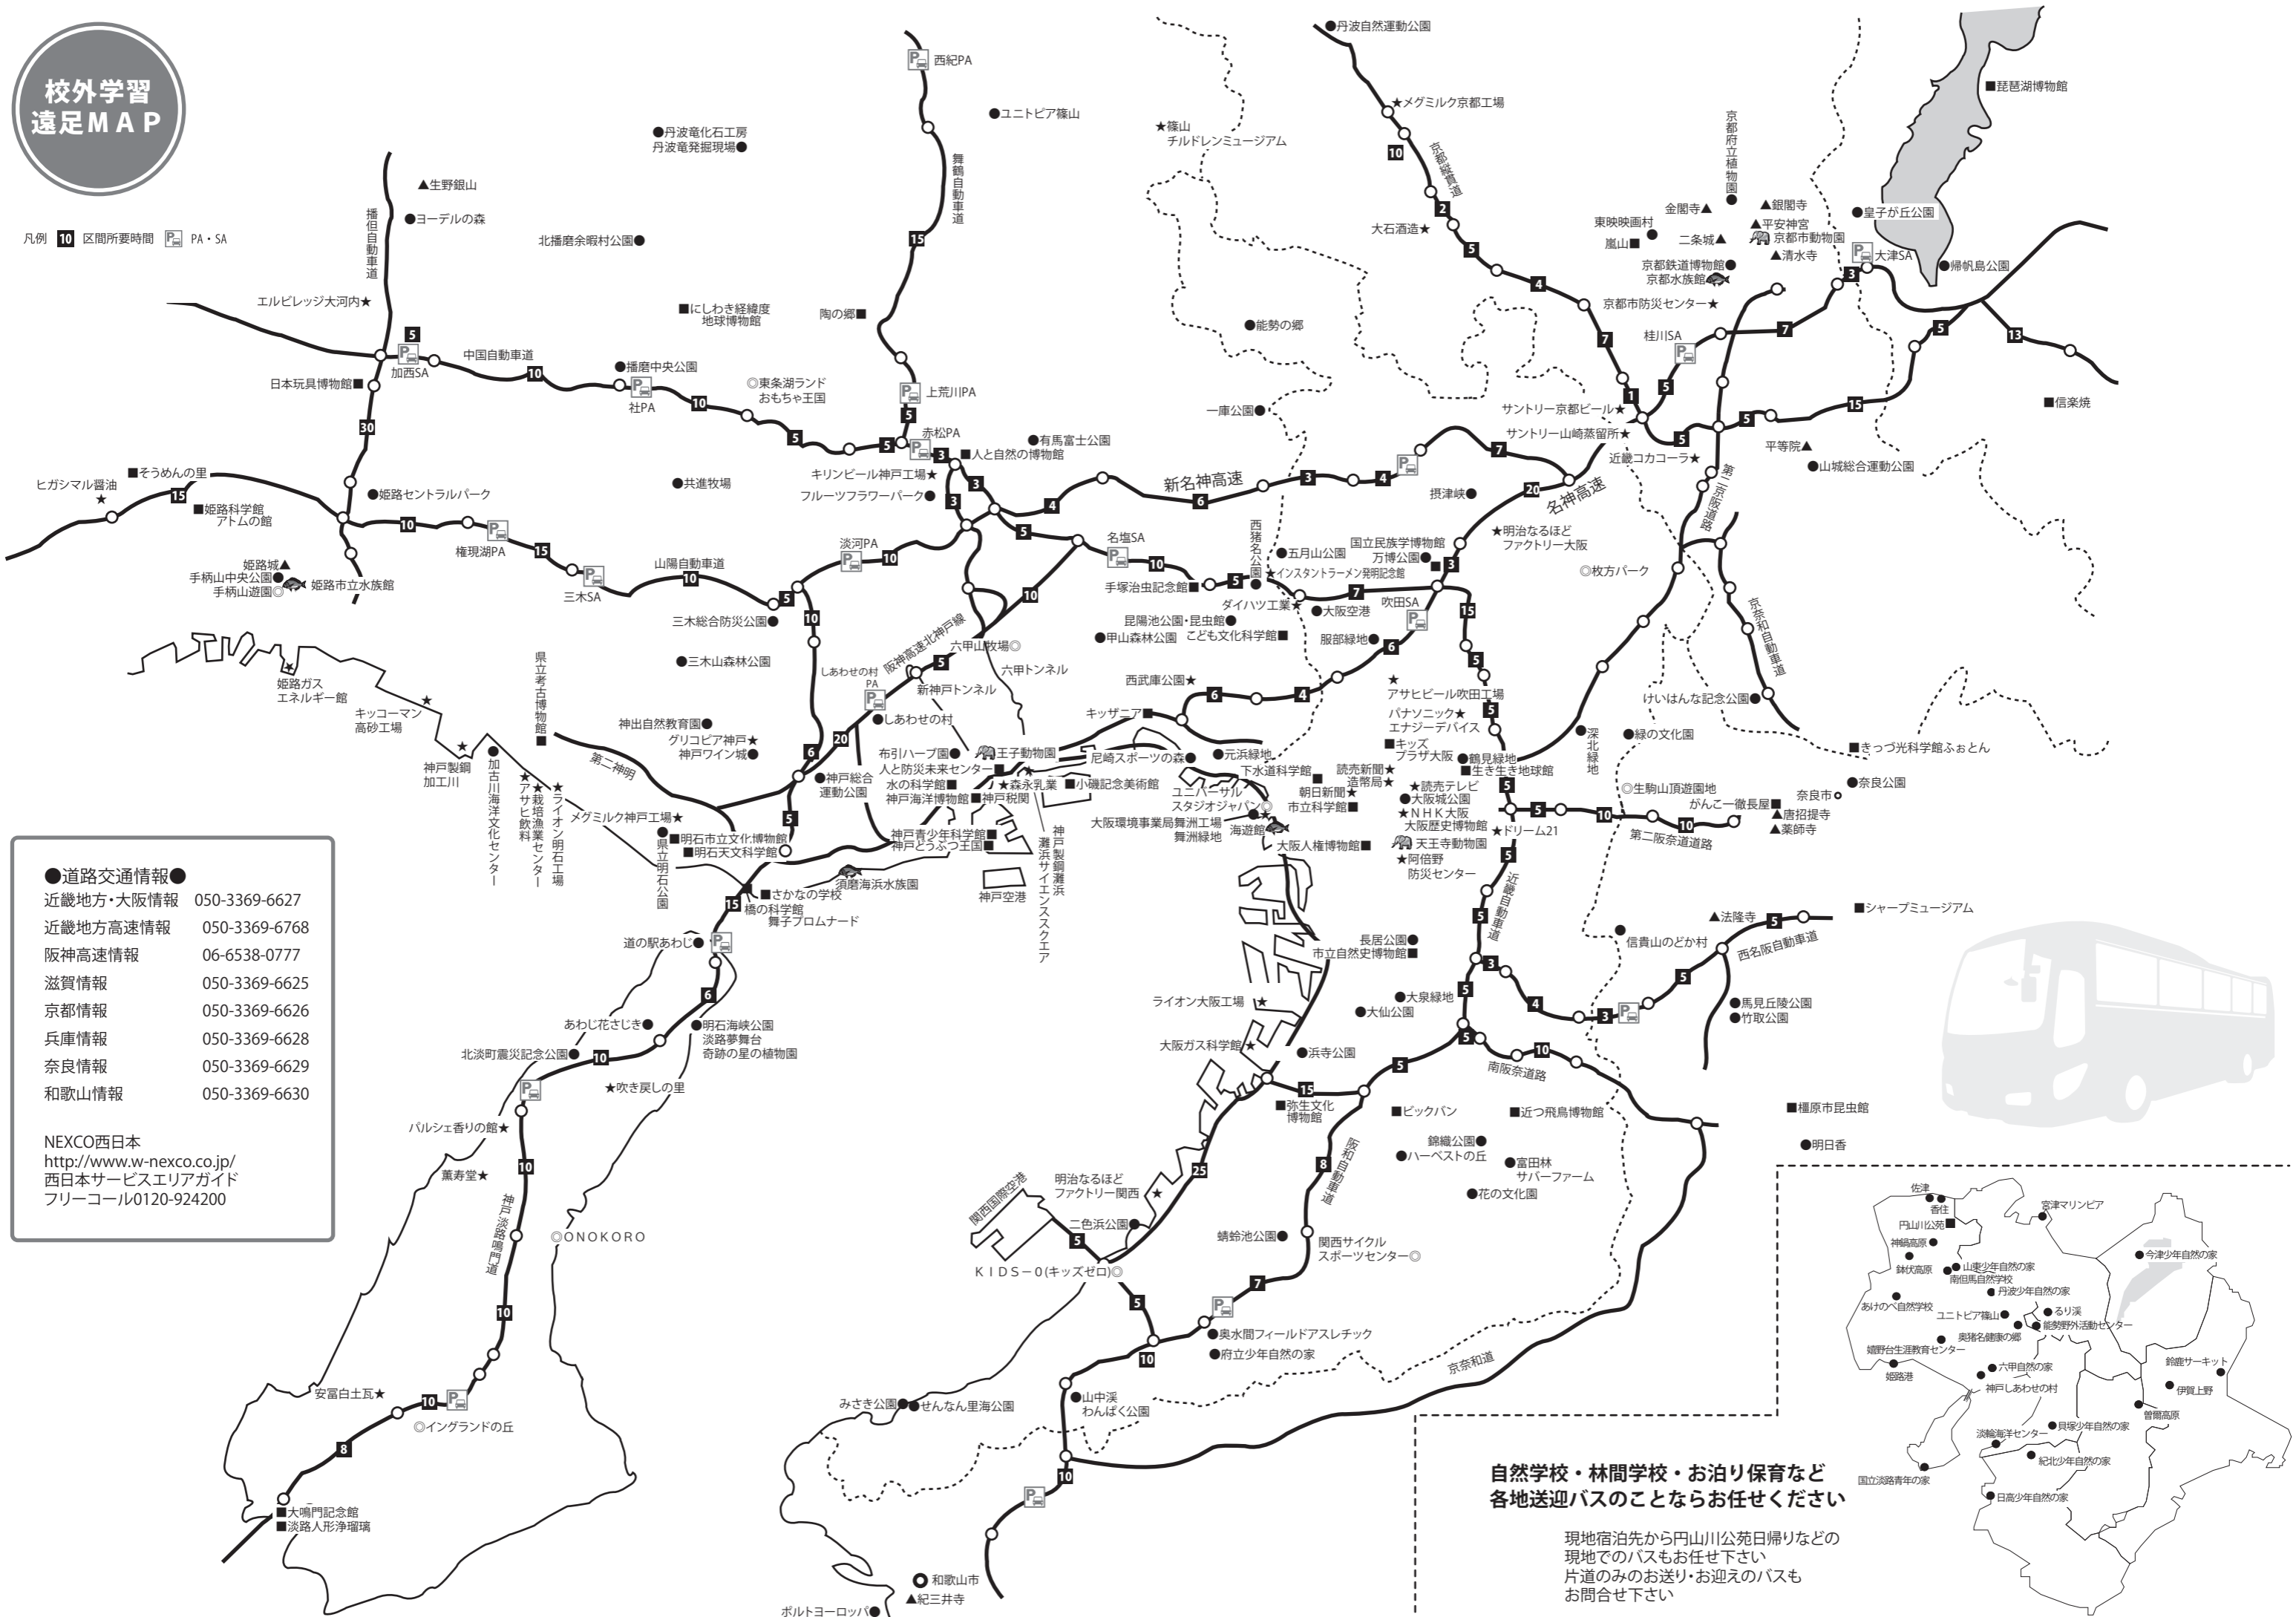 校外学習
遠足MAP
凡例 10 区間所要時間 P PA・SA
●丹波自然運動公園
P 西紀PA
●ユニトピア篠山
★メグミルク京都工場
★篠山
チルドレンミュージアム
■琵琶湖博物館
●丹波竜化石工房
丹波竜発掘現場●
舞鶴自動車道
10
京都縦貫道
京都府立植物園
▲生野銀山
●ヨーデルの森
播但自動車道
北播磨余暇村公園●
15
2
大石酒造★
5
金閣寺▲
▲銀閣寺
東映映画村
▲平安神宮
嵐山■
二条城▲
京都市動物園
▲清水寺
京都鉄道博物館●
京都水族館
京都市防災センター★
●皇子が丘公園
P 大津SA
3
●帰帆島公園
エルビレッジ大河内★
■にしわき経緯度
地球博物館
陶の郷■
●能勢の郷
4
7
桂川SA
P
7
5
13
5
P
加西SA
中国自動車道
10
日本玩具博物館■
●播磨中央公園
P
社PA
10
◎東条湖ランド
おもちゃ王国
P 上荒川PA
5
一庫公園●
5
1
サントリー京都ビール★
サントリー山崎蒸留所★
近畿コカコーラ★
5
5
15
■信楽焼
平等院▲
●山城総合運動公園
30
5
5
赤松PA
P
3
●有馬富士公園
■人と自然の博物館
キリンビール神戸工場★
フルーツフラワーパーク●
3
3
■そうめんの里
ヒガシマル醤油
★
15
■姫路科学館
アトムの館
●姫路セントラルパーク
●共進牧場
4
新名神高速
6
3
4
P
7
20
名神高速
摂津峡●
第二京阪道路
10
P
権現湖PA
15
山陽自動車道
10
P
三木SA
淡河PA
P
10
5
名塩SA
P
10
5
西猪名公園
●五月山公園
★インスタントラーメン発明記念館
国立民族学博物館
万博公園●
■
3
★明治なるほど
ファクトリー大阪
◎枚方パーク
京奈和自動車道
姫路城▲
手柄山中央公園●
手柄山遊園◎
姫路市立水族館
5
10
三木総合防災公園●
●三木山森林公園
10
手塚治虫記念館■
ダイハツ工業★
7
●大阪空港
吹田SA
P
15
昆陽池公園・昆虫館●
●甲山森林公園
こども文化科学館■
服部緑地●
6
5
阪神高速北神戸線
六甲山牧場◎
5
六甲トンネル
新神戸トンネル
しあわせの村
PA
P
●しあわせの村
西武庫公園★
6
4
★
アサヒビール吹田工場
パナソニック★
エナジーデバイス
5
キッザニア■
けいはんな記念公園●
姫路ガス
エネルギー館
★
キッコーマン
高砂工場
★
★
神戸製鋼
加工川
県立考古博物館■
●加古川海洋文化センター
★アサヒ飲料
★栽培漁業センター
★ライオン明石工場
第二神明
神出自然教育園●
グリコピア神戸★
神戸ワイン城●
6
20
布引ハーブ園●
王子動物園
人と防災未来センター■
水の科学館■
★森永乳業
神戸海洋博物館■
■神戸税関
■小磯記念美術館
●神戸総合
運動公園
尼崎スポーツの森●
●元浜緑地
下水道科学館
■
■キッズ
プラザ大阪
●鶴見緑地
■生き生き地球館
●深北緑地
●緑の文化園
■きっづ光科学館ふぉとん
読売新聞★
造幣局★
★読売テレビ
ユニバーサル
スタジオジャパン◎
朝日新聞★
●大阪城公園
市立科学館■
★NHK大阪
大阪歴史博物館
5
◎生駒山頂遊園地
がんこ一徹長屋■
奈良市
●奈良公園
▲唐招提寺
▲薬師寺
5
10
10
第二阪奈道路
大阪環境事業局舞洲工場
舞洲緑地
海遊館
★ドリーム21
メグミルク神戸工場★
●県立明石公園
■明石市立文化博物館
■明石天文科学館
5
神戸青少年科学館■
神戸どうぶつ王国■
神戸製鋼灘浜
灘浜サイエンススクエア
神戸空港
須磨海浜水族園
■さかなの学校
橋の科学館
舞子プロムナード
15
大阪人権博物館■
天王寺動物園
★阿倍野
防災センター
5
近畿自動車道
5
●道路交通情報●
近畿地方・大阪情報 050-3369-6627
近畿地方高速情報 050-3369-6768
阪神高速情報 06-6538-0777
滋賀情報 050-3369-6625
京都情報 050-3369-6626
兵庫情報 050-3369-6628
奈良情報 050-3369-6629
和歌山情報 050-3369-6630
NEXCO西日本
http://www.w-nexco.co.jp/
西日本サービスエリアガイド
フリーコール0120-924200
道の駅あわじ●
P
6
あわじ花さじき●
●明石海峡公園
淡路夢舞台
奇跡の星の植物園
北淡町震災記念公園●
10
P
★吹き戻しの里
パルシェ香りの館★
10
薫寿堂★
神戸淡路鳴門道
◎ONOKORO
10
安富白土瓦★
10
P
◎イングランドの丘
8
■大鳴門記念館
■淡路人形浄瑠璃
長居公園●
市立自然史博物館■
3
5
●信貴山のどか村
▲法隆寺
5
西名阪自動車道
■シャープミュージアム
ライオン大阪工場 ★
●大泉緑地
●大仙公園
4
3
P
5
●馬見丘陵公園
●竹取公園
大阪ガス科学館★
●浜寺公園
5
5
10
南阪奈道路
15
■弥生文化
博物館
■ビックバン
■近つ飛鳥博物館
■橿原市昆虫館
●明日香
錦織公園●
●ハーベストの丘
●富田林
サバーファーム
●花の文化園
8
阪和自動車道
25
関西国際空港
明治なるほど
ファクトリー関西 ★
二色浜公園●
5
KIDS-0(キッズゼロ)◎
蜻蛉池公園●
関西サイクル
スポーツセンター◎
7
P
5
●奥水間フィールドアスレチック
●府立少年自然の家
10
京奈和道
みさき公園●
●せんなん里海公園
●山中渓
わんぱく公園
10
P
和歌山市
▲紀三井寺
ポルトヨーロッパ●
自然学校・林間学校・お泊り保育など
各地送迎バスのことならお任せください
現地宿泊先から円山川公苑日帰りなどの
現地でのバスもお任せ下さい
片道のみのお送り・お迎えのバスも
お問合せ下さい
佐津
香住
円山川公苑■
宮津マリンピア
神鍋高原●
鉢伏高原
●山東少年自然の家
南但馬自然学校
●今津少年自然の家
●丹波少年自然の家
あけのべ自然学校
ユニトピア篠山●
●るり渓
●能勢野外活動センター
奥猪名健康の郷
嬉野台生涯教育センター
姫路港
●六甲自然の家
神戸しあわせの村
鈴鹿サーキット
●伊賀上野
曽爾高原
●貝塚少年自然の家
淡輪海洋センター
●紀北少年自然の家
国立淡路青年の家
●日高少年自然の家